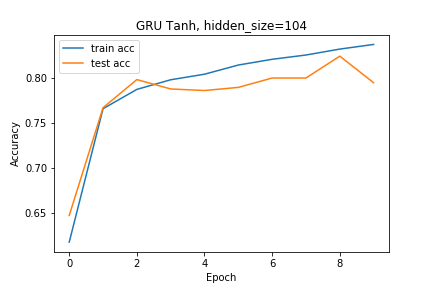 GRU Tanh, hidden_size=104
train acc
test acc
Accuracy
0.80
0.75
0.70
0.65
0 2 4 6 8
Epoch